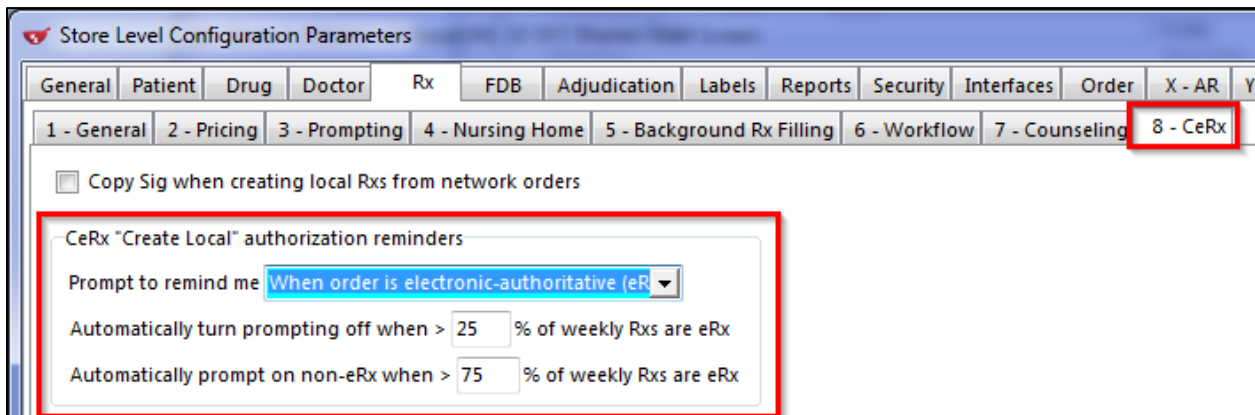 Store Level Configuration Parameters
General Patient Drug Doctor Rx FDB Adjudication Labels Reports Security Interfaces Order X - AR Y
1 - General 2 - Pricing 3 - Prompting 4 - Nursing Home 5 - Background Rx Filling 6 - Workflow 7 - Counseling 8 - CeRx
Copy Sig when creating local Rxs from network orders
CeRx "Create Local" authorization reminders
Prompt to remind me When order is electronic-authoritative (eR
Automatically turn prompting off when > 25 % of weekly Rxs are eRx
Automatically prompt on non-eRx when > 75 % of weekly Rxs are eRx